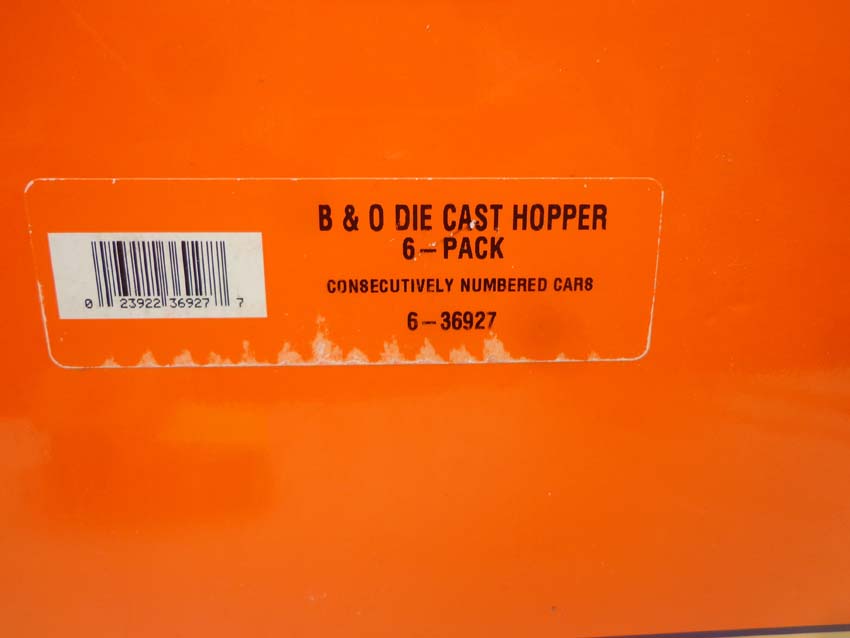 B & O DIE CAST HOPPER
6-PACK
CONSECUTIVELY NUMBERED CARS
6-36927
0 23922 36927 7